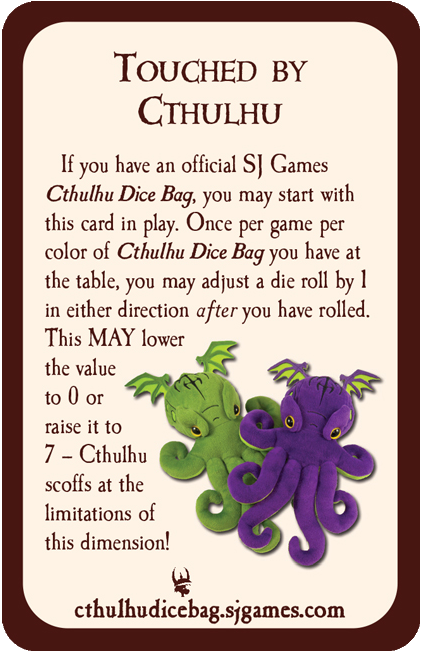 Touched by
Cthulhu
If you have an official SJ Games
Cthulhu Dice Bag, you may start with
this card in play. Once per game per
color of Cthulhu Dice Bag you have at
the table, you may adjust a die roll by 1
in either direction after you have rolled.
This MAY lower
the value
to 0 or
raise it to
7 – Cthulhu
scoffs at the
limitations of
this dimension!
cthulhudicebag.sjgames.com